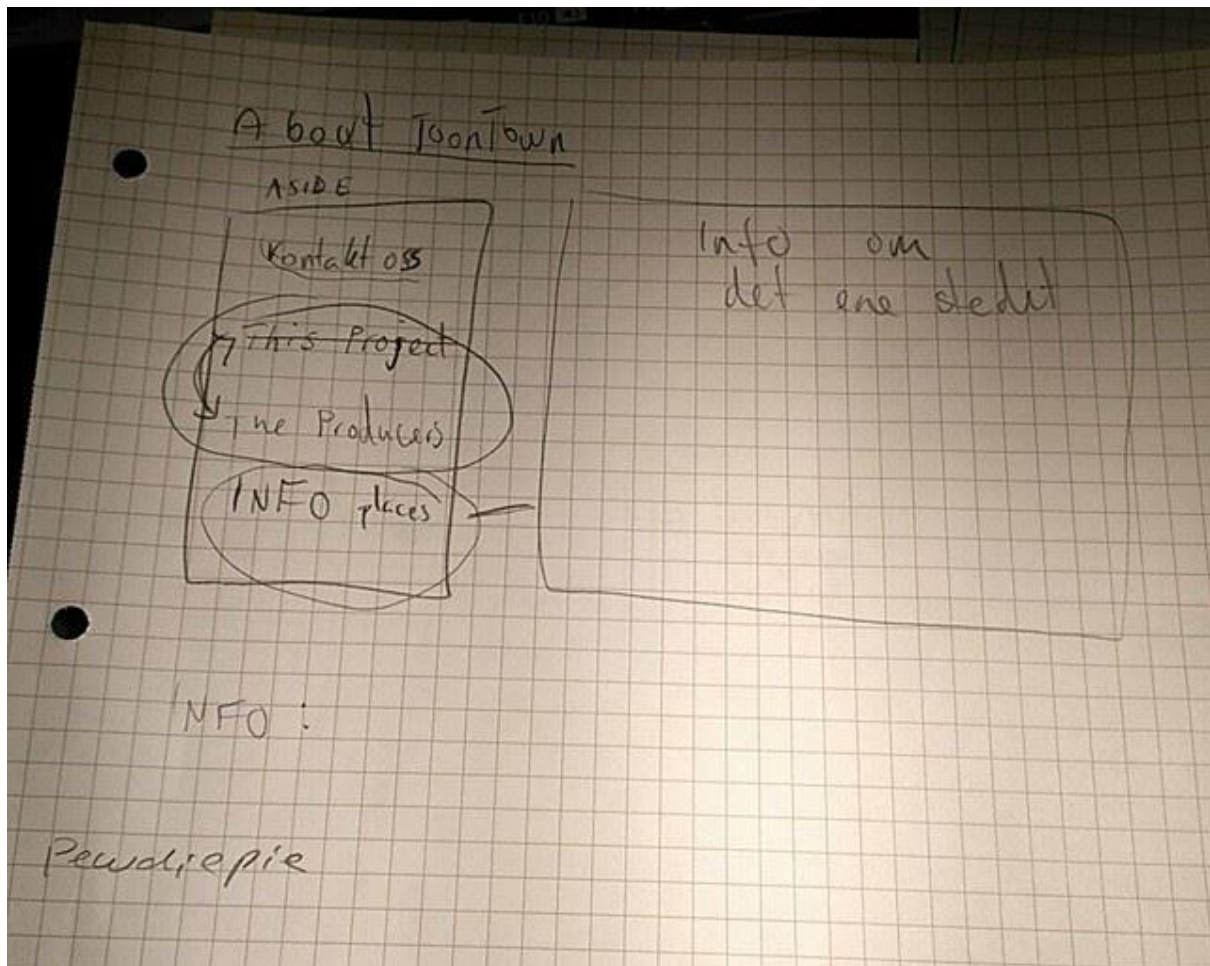 About ToonTown
ASIDE
Kontakt oss
This Project
The Producers
INFO places
Info om
det ene stedet
INFO :
Pewdiepie